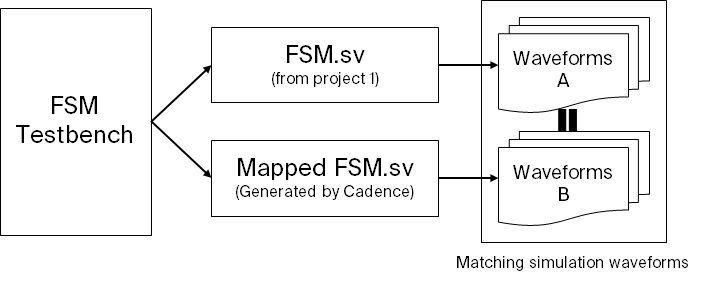 FSM
Testbench
FSM.sv
(from project 1)
Mapped FSM.sv
(Generated by Cadence)
Waveforms
A
Waveforms
B
Matching simulation waveforms